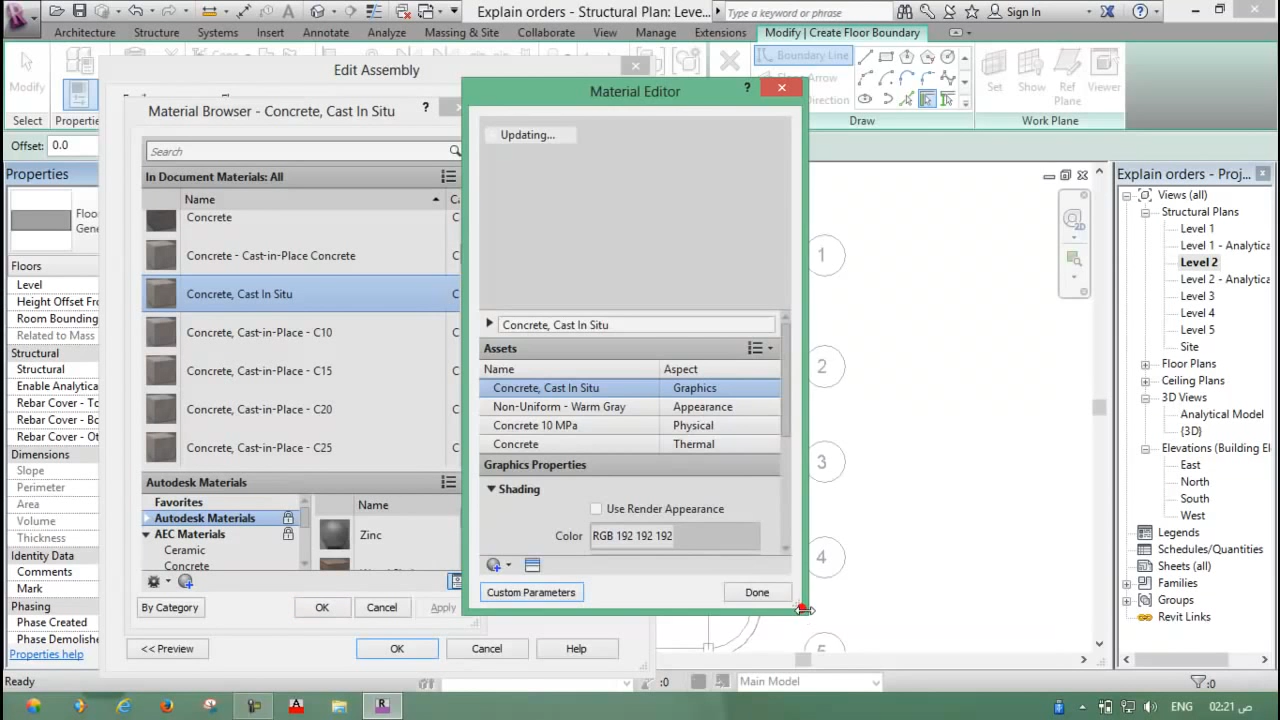 Explain orders - Structural Plan: Leve...
Type a keyword or phrase
Sign In
Architecture
Structure
Systems
Insert
Annotate
Analyze
Massing & Site
Collaborate
View
Manage
Extensions
Modify | Create Floor Boundary
Modify
Select
Properties
Boundary Line
Arrow
Direction
Draw
Set
Show
Ref
Plane
Viewer
Work Plane
Offset:
0.0
Edit Assembly
Material Browser - Concrete, Cast In Situ
?
Search
In Document Materials: All
Name
Concrete
Concrete - Cast-in-Place Concrete
Concrete, Cast In Situ
Concrete, Cast-in-Place - C10
Concrete, Cast-in-Place - C15
Concrete, Cast-in-Place - C20
Concrete, Cast-in-Place - C25
Autodesk Materials
Favorites
Autodesk Materials
AEC Materials
Ceramic
Concrete
Name
Zinc
By Category
OK
Cancel
Apply
<< Preview
OK
Cancel
Help
Material Editor
?
Updating...
Concrete, Cast In Situ
Assets
Name Aspect
Concrete, Cast In Situ Graphics
Non-Uniform - Warm Gray Appearance
Concrete 10 MPa Physical
Concrete Thermal
Graphics Properties
Shading
Use Render Appearance
Color RGB 192 192 192
Custom Parameters
Done
Properties
Floo
Gene
Floors
Level
Height Offset Fro
Room Bounding
Related to Mass
Structural
Structural
Enable Analytica
Rebar Cover - To
Rebar Cover - Bo
Rebar Cover - Ot
Dimensions
Slope
Perimeter
Area
Volume
Thickness
Identity Data
Comments
Mark
Phasing
Phase Created
Phase Demolishe
Properties help
1
2
3
4
5
2D
Explain orders - Proj...
Views (all)
Structural Plans
Level 1
Level 1 - Analytica
Level 2
Level 2 - Analytica
Level 3
Level 4
Level 5
Site
Floor Plans
Ceiling Plans
3D Views
Analytical Model
{3D}
Elevations (Building El
East
North
South
West
Legends
Schedules/Quantities
Sheets (all)
Families
Groups
Revit Links
Ready
:0
Main Model
:0
ENG
02:21 ص